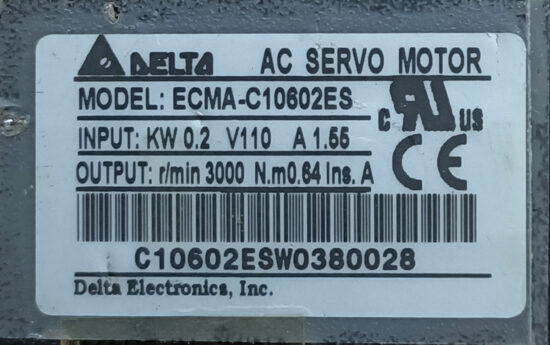 DELTA AC SERVO MOTOR
MODEL: ECMA-C10602ES
INPUT: KW 0.2 V110 A 1.55
OUTPUT: r/min 3000 N.m0.64 Ins. A
c RU US
CE
C10602ESW0380028
Delta Electronics, Inc.